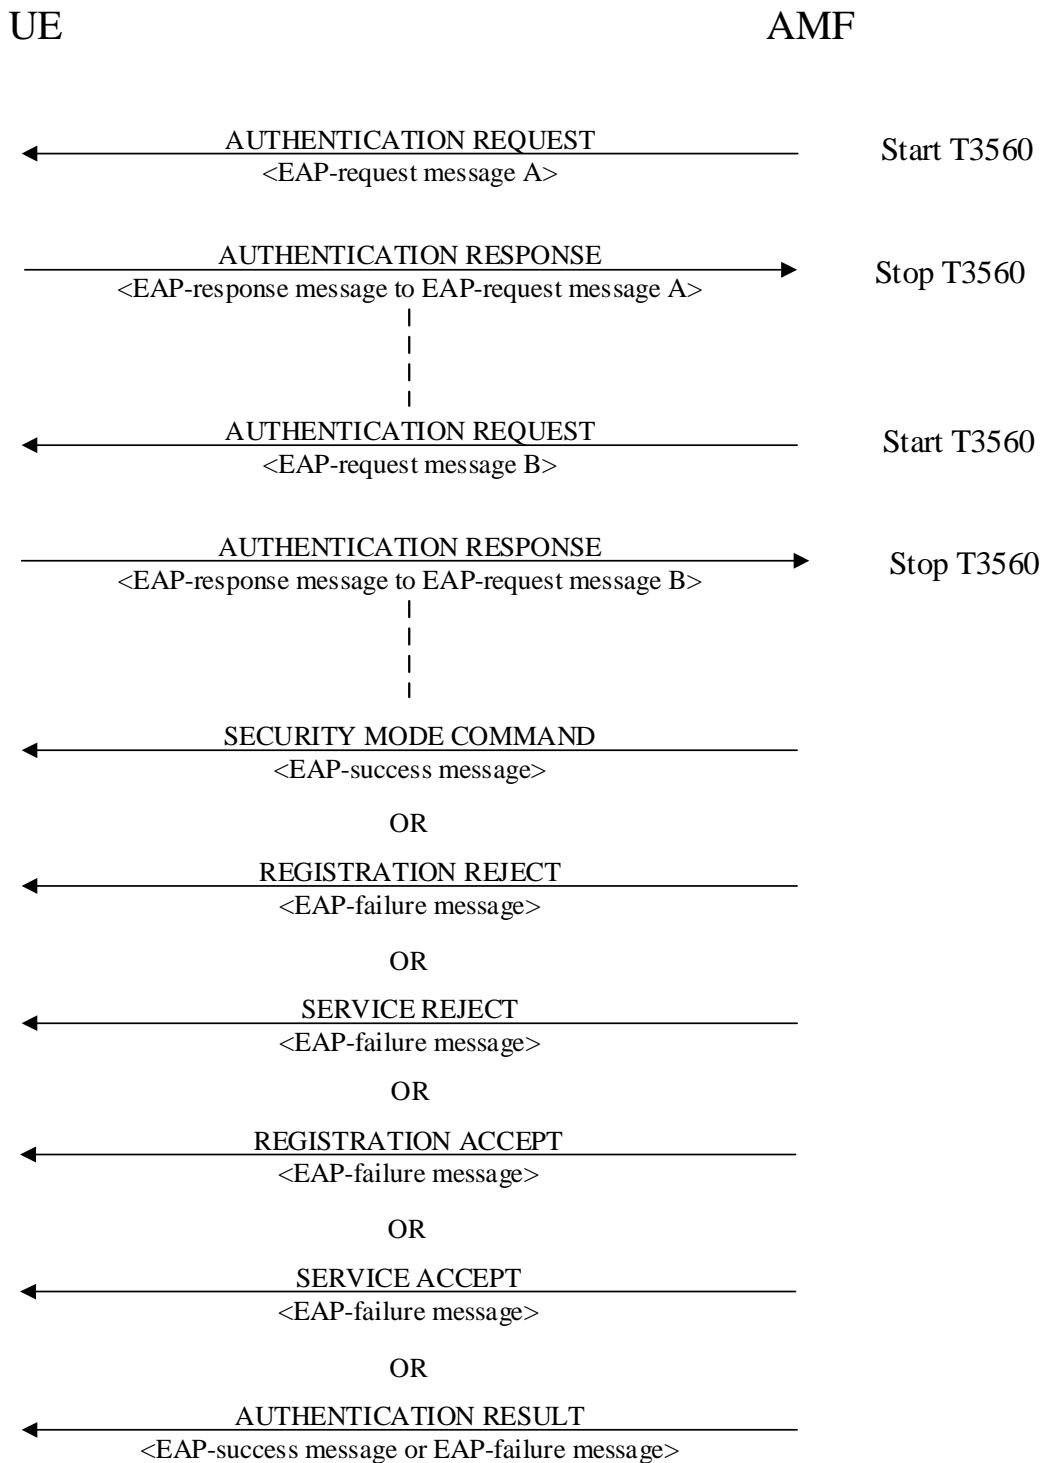 UE AMF
AUTHENTICATION REQUEST
Start T3560
<EAP-request message A>
AUTHENTICATION RESPONSE
Stop T3560
<EAP-response message to EAP-request message A>
AUTHENTICATION REQUEST
Start T3560
<EAP-request message B>
AUTHENTICATION RESPONSE
Stop T3560
<EAP-response message to EAP-request message B>
SECURITY MODE COMMAND
<EAP-success message>
OR
REGISTRATION REJECT
<EAP-failure message>
OR
SERVICE REJECT
<EAP-failure message>
OR
REGISTRATION ACCEPT
<EAP-failure message>
OR
SERVICE ACCEPT
<EAP-failure message>
OR
AUTHENTICATION RESULT
<EAP-success message or EAP-failure message>